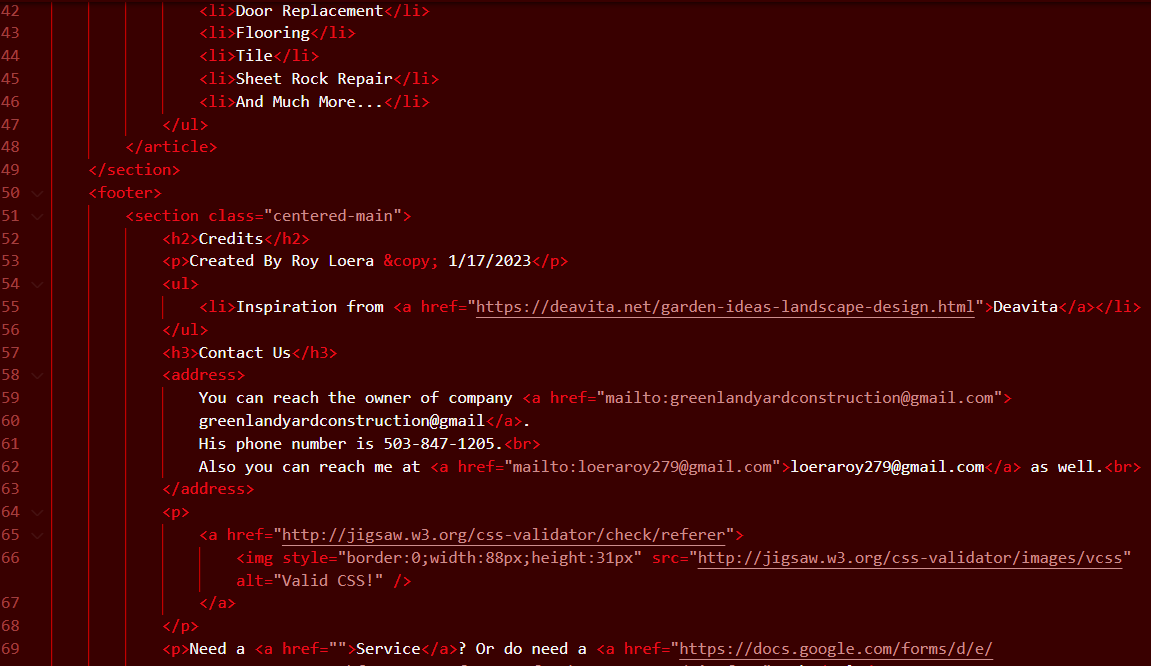 42 <li>Door Replacement</li>
43 <li>Flooring</li>
44 <li>Tile</li>
45 <li>Sheet Rock Repair</li>
46 <li>And Much More...</li>
47 </ul>
48 </article>
49 </section>
50 <footer>
51 <section class="centered-main">
52 <h2>Credits</h2>
53 <p>Created By Roy Loera &copy; 1/17/2023</p>
54 <ul>
55 <li>Inspiration from <a href="https://deavita.net/garden-ideas-landscape-design.html">Deavita</a></li>
56 </ul>
57 <h3>Contact Us</h3>
58 <address>
59 You can reach the owner of company <a href="mailto:greenlandyardconstruction@gmail.com">
60 greenlandyardconstruction@gmail</a>.
61 His phone number is 503-847-1205.<br>
62 Also you can reach me at <a href="mailto:loeraroy279@gmail.com">loeraroy279@gmail.com</a> as well.<br>
63 </address>
64 <p>
65 <a href="http://jigsaw.w3.org/css-validator/check/referer">
66 <img style="border:0;width:88px;height:31px" src="http://jigsaw.w3.org/css-validator/images/vcss"
alt="Valid CSS!" />
67 </a>
68 </p>
69 <p>Need a <a href="">Service</a>? Or do need a <a href="https://docs.google.com/forms/d/e/